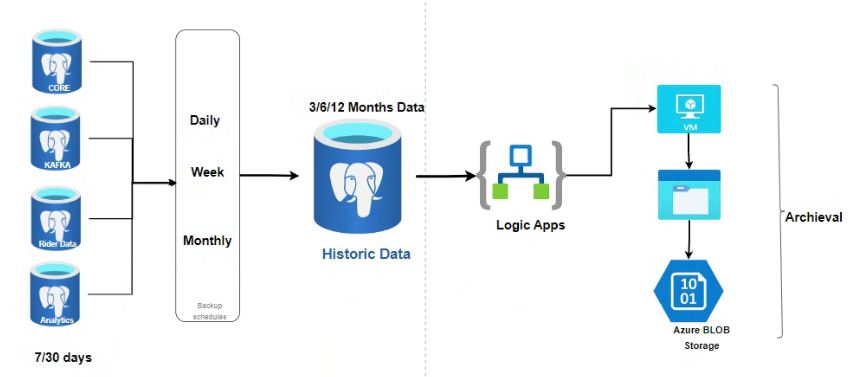 CORE
KAFKA
Rider Data
Analytics
7/30 days
Daily
Week
Monthly
Backup
schedules
3/6/12 Months Data
Historic Data
Logic Apps
VM
10
01
Azure BLOB
Storage
Archieval